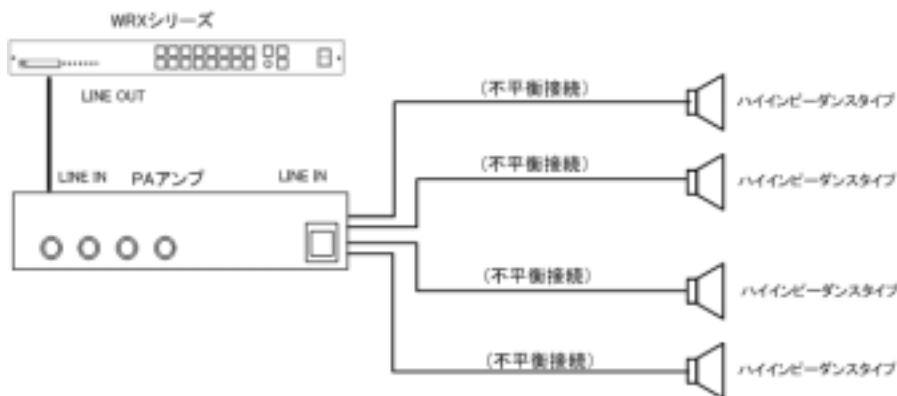 WRXシリーズ
LINE OUT
(不平衡接続)
ハイインピーダンスタイプ
(不平衡接続)
ハイインピーダンスタイプ
LINE IN PAアンプ LINE IN
(不平衡接続)
ハイインピーダンスタイプ
(不平衡接続)
ハイインピーダンスタイプ